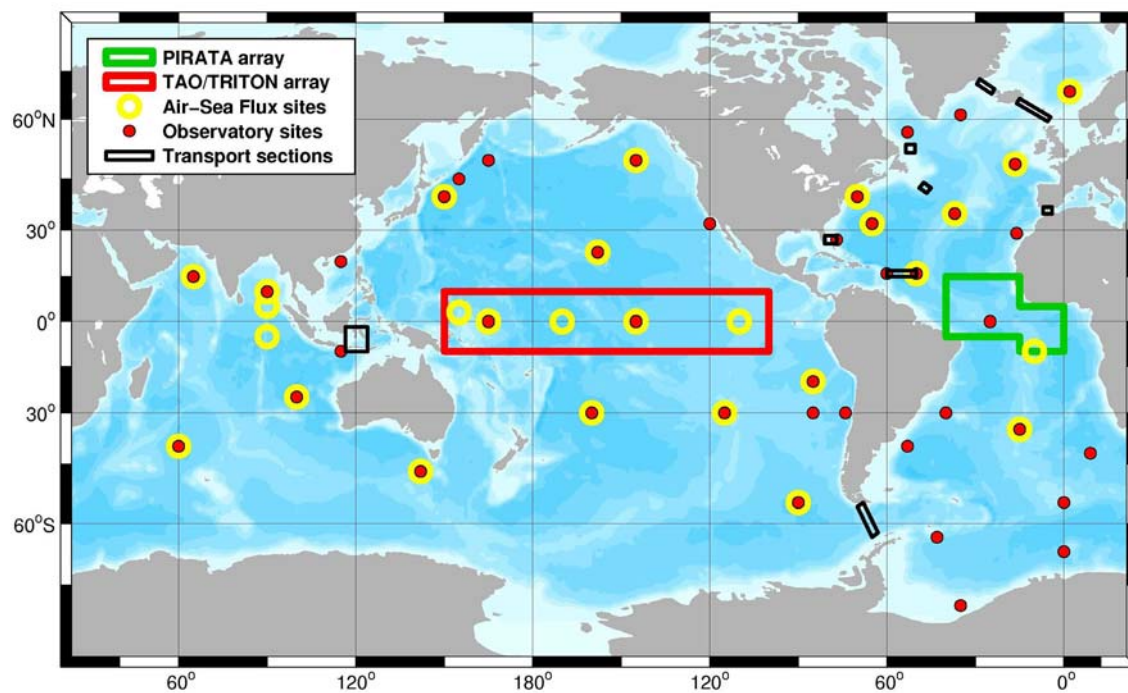 PIRATA array
TAO/TRITON array
Air-Sea Flux sites
Observatory sites
Transport sections
60°N
30°
0°
30°
60°S
60° 120° 180° 120° 60° 0°